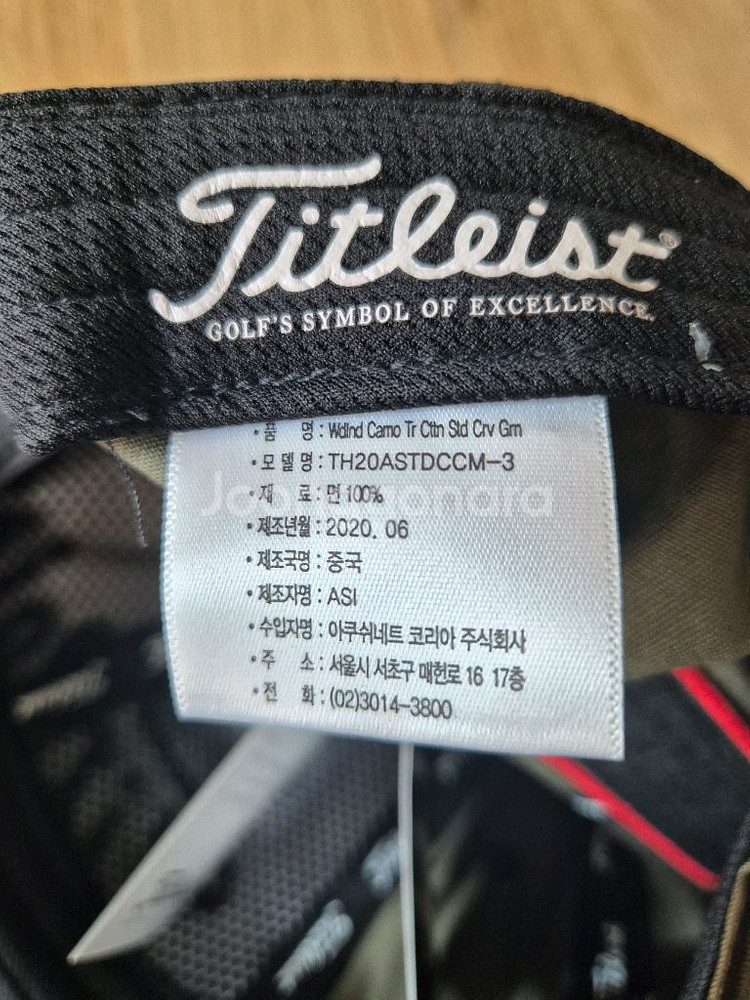 Titleist®
GOLF'S SYMBOL OF EXCELLENCE.
• 품 명 : Wdlnd Camo Tr Cttn Sld Crv Grn
• 모 델 명 : TH20ASTDCCM-3
• 재 료 : 면 100%
• 제조년월 : 2020. 06
• 제조국명 : 중국
• 제조자명 : ASI
• 수입자명 : 아쿠쉬네트 코리아 주식회사
• 주 소 : 서울시 서초구 매헌로 16 17층
• 전 화 : (02)3014-3800